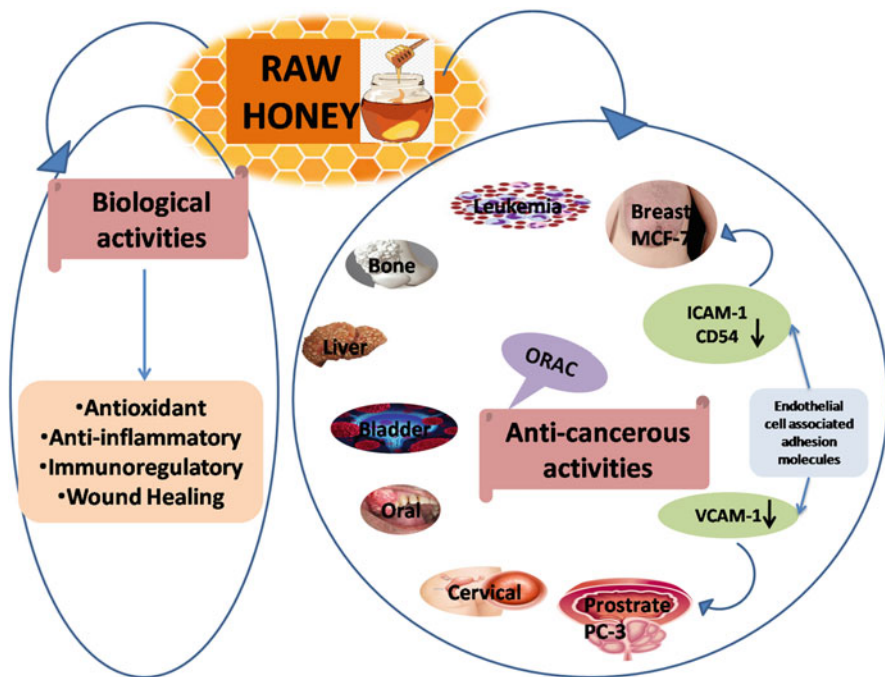 RAW
HONEY
Biological
activities
•Antioxidant
•Anti-inflammatory
•Immunoregulatory
•Wound Healing
Leukemia
Breast
MCF-7
Bone
ICAM-1
CD54
Liver
ORAC
Bladder
Anti-cancerous
activities
Endothelial
cell associated
adhesion
molecules
Oral
VCAM-1
Cervical
Prostrate
PC-3